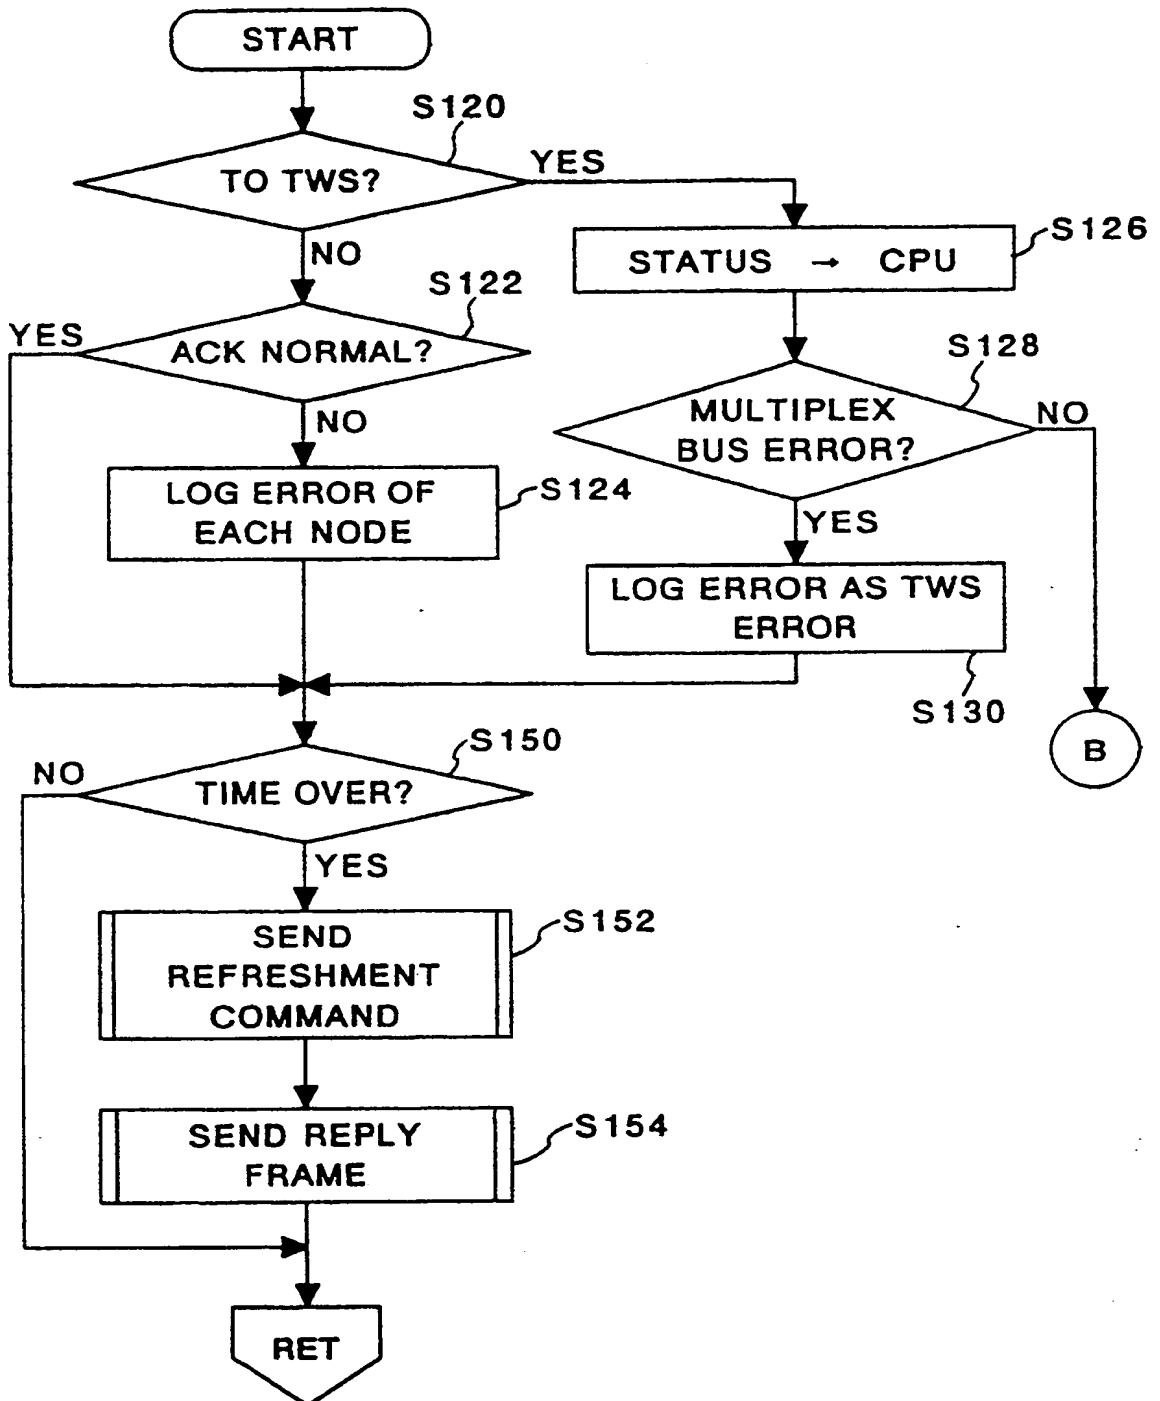 START
S120
TO TWS?
YES
NO
S126
STATUS → CPU
S122
YES
ACK NORMAL?
NO
S128
MULTIPLEX
BUS ERROR?
NO
YES
LOG ERROR OF
EACH NODE
S124
LOG ERROR AS TWS
ERROR
S130
B
S150
NO
TIME OVER?
YES
S152
SEND
REFRESHMENT
COMMAND
S154
SEND REPLY
FRAME
RET